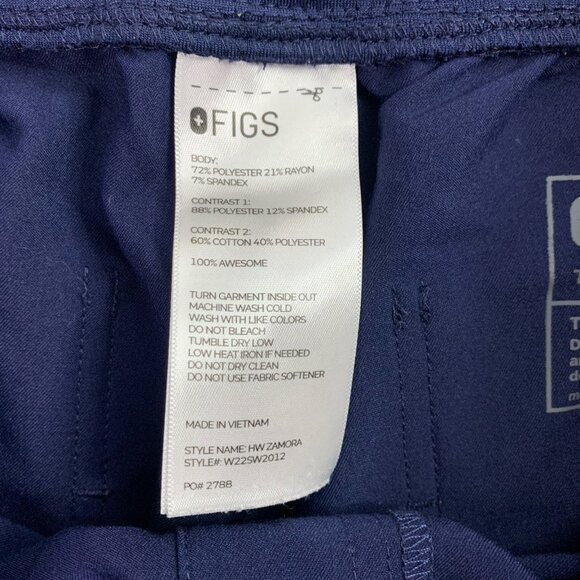 FIGS
BODY:
72% POLYESTER 21% RAYON
7% SPANDEX
CONTRAST 1:
88% POLYESTER 12% SPANDEX
CONTRAST 2:
60% COTTON 40% POLYESTER
100% AWESOME
TURN GARMENT INSIDE OUT
MACHINE WASH COLD
WASH WITH LIKE COLORS
DO NOT BLEACH
TUMBLE DRY LOW
LOW HEAT IRON IF NEEDED
DO NOT DRY CLEAN
DO NOT USE FABRIC SOFTENER
MADE IN VIETNAM
STYLE NAME: HW ZAMORA
STYLE#: W22SW2012
PO# 2788